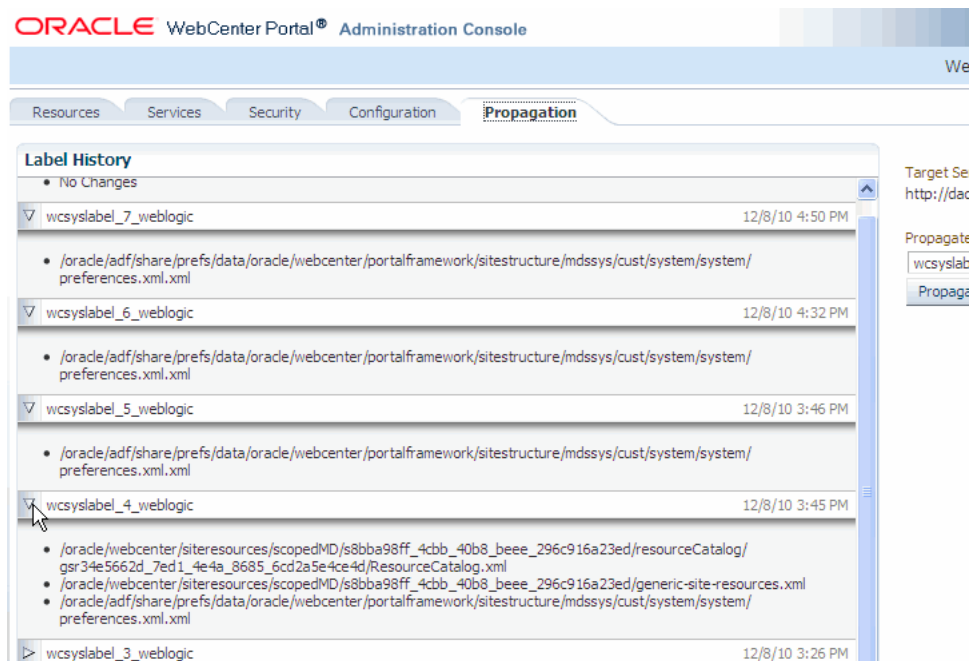 ORACLE WebCenter Portal® Administration Console
We
Resources Services Security Configuration Propagation
Label History
• No Changes
wcsyslabel_7_weblogic 12/8/10 4:50 PM
• /oracle/adf/share/prefs/data/oracle/webcenter/portalframework/sitestructure/mdssys/cust/system/system/
preferences.xml.xml
wcsyslabel_6_weblogic 12/8/10 4:32 PM
• /oracle/adf/share/prefs/data/oracle/webcenter/portalframework/sitestructure/mdssys/cust/system/system/
preferences.xml.xml
wcsyslabel_5_weblogic 12/8/10 3:46 PM
• /oracle/adf/share/prefs/data/oracle/webcenter/portalframework/sitestructure/mdssys/cust/system/system/
preferences.xml.xml
wcsyslabel_4_weblogic 12/8/10 3:45 PM
• /oracle/webcenter/siteresources/scopedMD/s8bba98ff_4cbb_40b8_beee_296c916a23ed/resourceCatalog/
gsr34e5662d_7ed1_4e4a_8685_6cd2a5e4ce4d/ResourceCatalog.xml
• /oracle/webcenter/siteresources/scopedMD/s8bba98ff_4cbb_40b8_beee_296c916a23ed/generic-site-resources.xml
• /oracle/adf/share/prefs/data/oracle/webcenter/portalframework/sitestructure/mdssys/cust/system/system/
preferences.xml.xml
wcsyslabel_3_weblogic 12/8/10 3:26 PM
Target Se
http://dad
Propagate
wcsyslab
Propaga